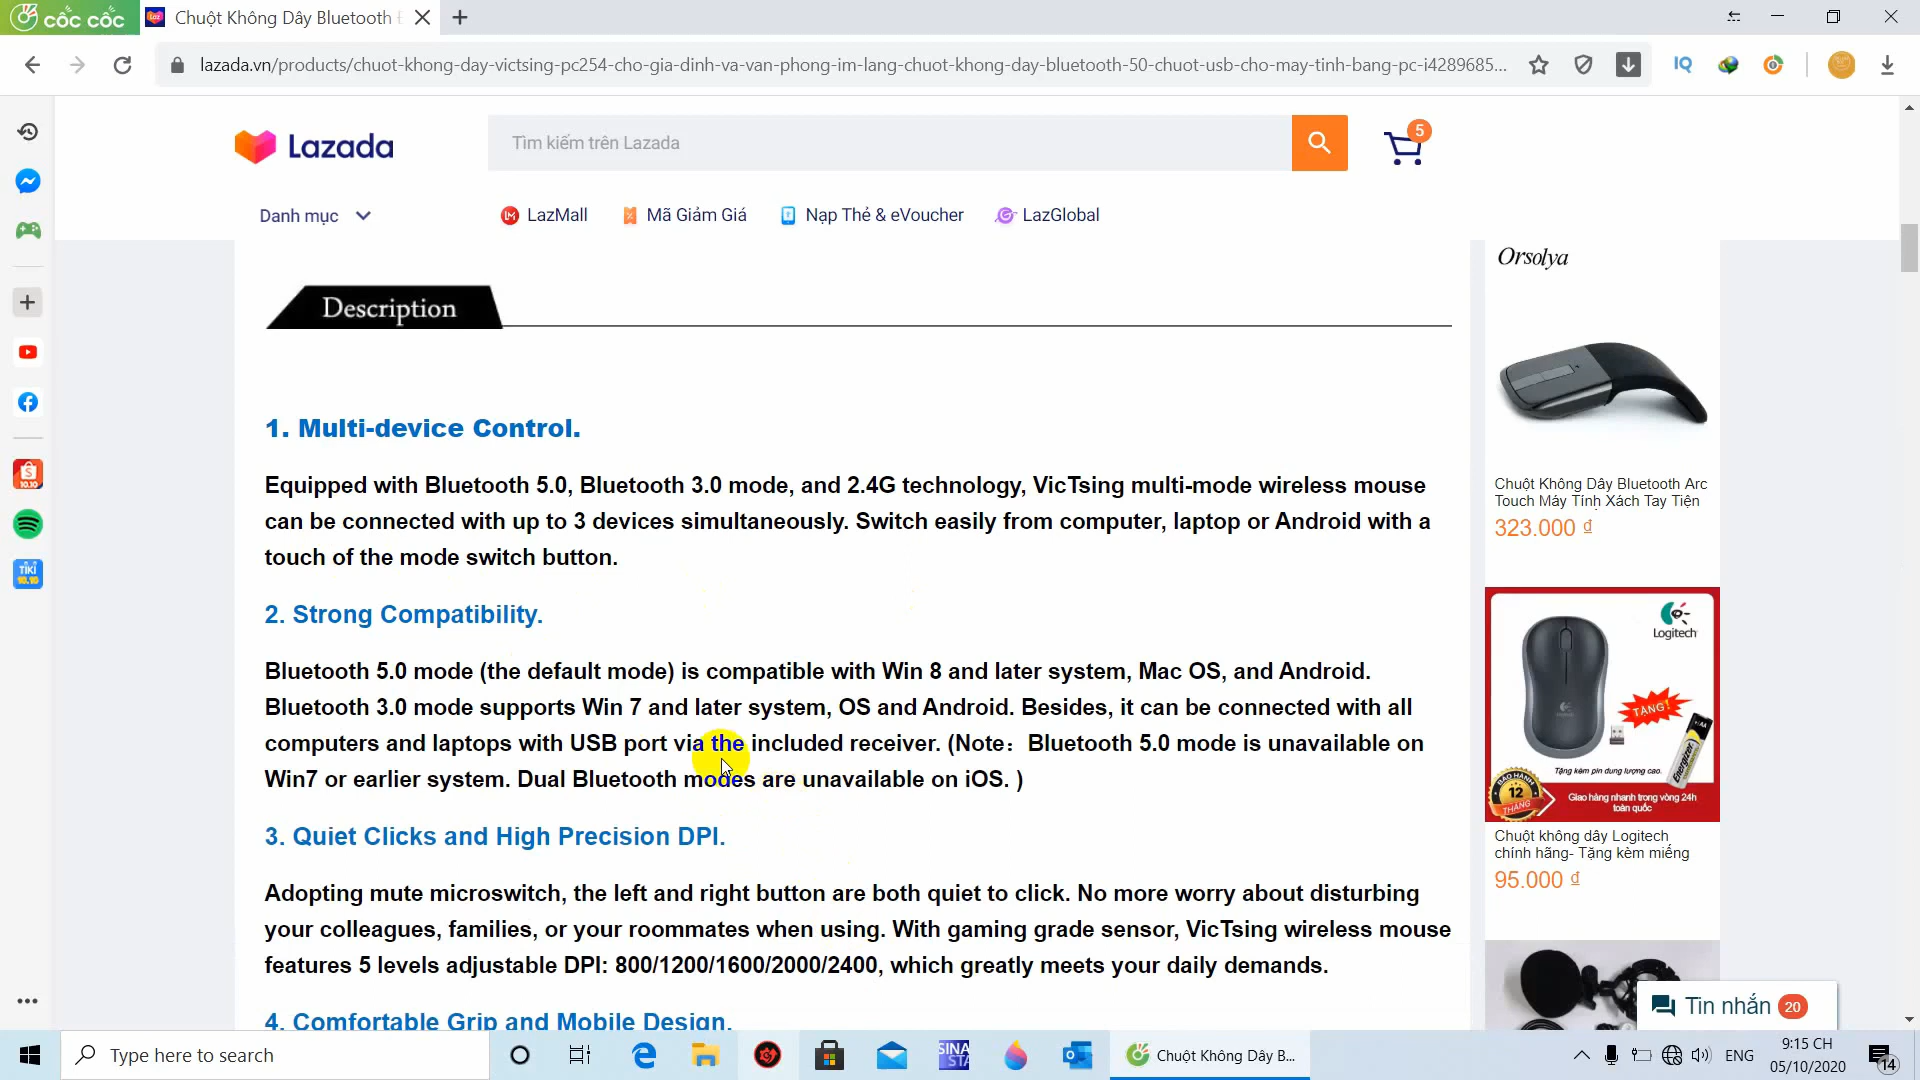 cốc cốc
Chuột Không Dây Bluetooth
lazada.vn/products/chuot-khong-day-victsing-pc254-cho-gia-dinh-va-van-phong-im-lang-chuot-khong-day-bluetooth-50-chuot-usb-cho-may-tinh-bang-pc-i4289685...
IQ
Lazada
Tìm kiếm trên Lazada
5
Danh mục
LazMall
Mã Giảm Giá
Nạp Thẻ & eVoucher
LazGlobal
Orsolya
Description
1. Multi-device Control.
Equipped with Bluetooth 5.0, Bluetooth 3.0 mode, and 2.4G technology, VicTsing multi-mode wireless mouse
can be connected with up to 3 devices simultaneously. Switch easily from computer, laptop or Android with a
touch of the mode switch button.
2. Strong Compatibility.
Bluetooth 5.0 mode (the default mode) is compatible with Win 8 and later system, Mac OS, and Android.
Bluetooth 3.0 mode supports Win 7 and later system, OS and Android. Besides, it can be connected with all
computers and laptops with USB port via the included receiver. (Note：Bluetooth 5.0 mode is unavailable on
Win7 or earlier system. Dual Bluetooth modes are unavailable on iOS. )
3. Quiet Clicks and High Precision DPI.
Adopting mute microswitch, the left and right button are both quiet to click. No more worry about disturbing
your colleagues, families, or your roommates when using. With gaming grade sensor, VicTsing wireless mouse
features 5 levels adjustable DPI: 800/1200/1600/2000/2400, which greatly meets your daily demands.
4. Comfortable Grip and Mobile Design.
Chuột Không Dây Bluetooth Arc
Touch Máy Tính Xách Tay Tiện
323.000 ₫
Logitech
TẶNG!
Energizer
Tặng kèm pin dung lượng cao.
BẢO HÀNH
12
THÁNG
Giao hàng nhanh trong vòng 24h
toàn quốc
Chuột không dây Logitech
chính hãng- Tặng kèm miếng
95.000 ₫
Tin nhắn 20
10.10
TIKI
10.10
Type here to search
Chuột Không Dây B...
ENG
9:15 CH
05/10/2020
14